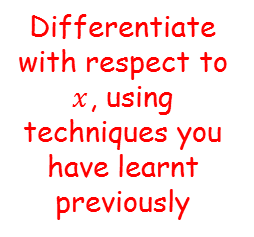 Differentiate
with respect to
x, using
techniques you
have learnt
previously